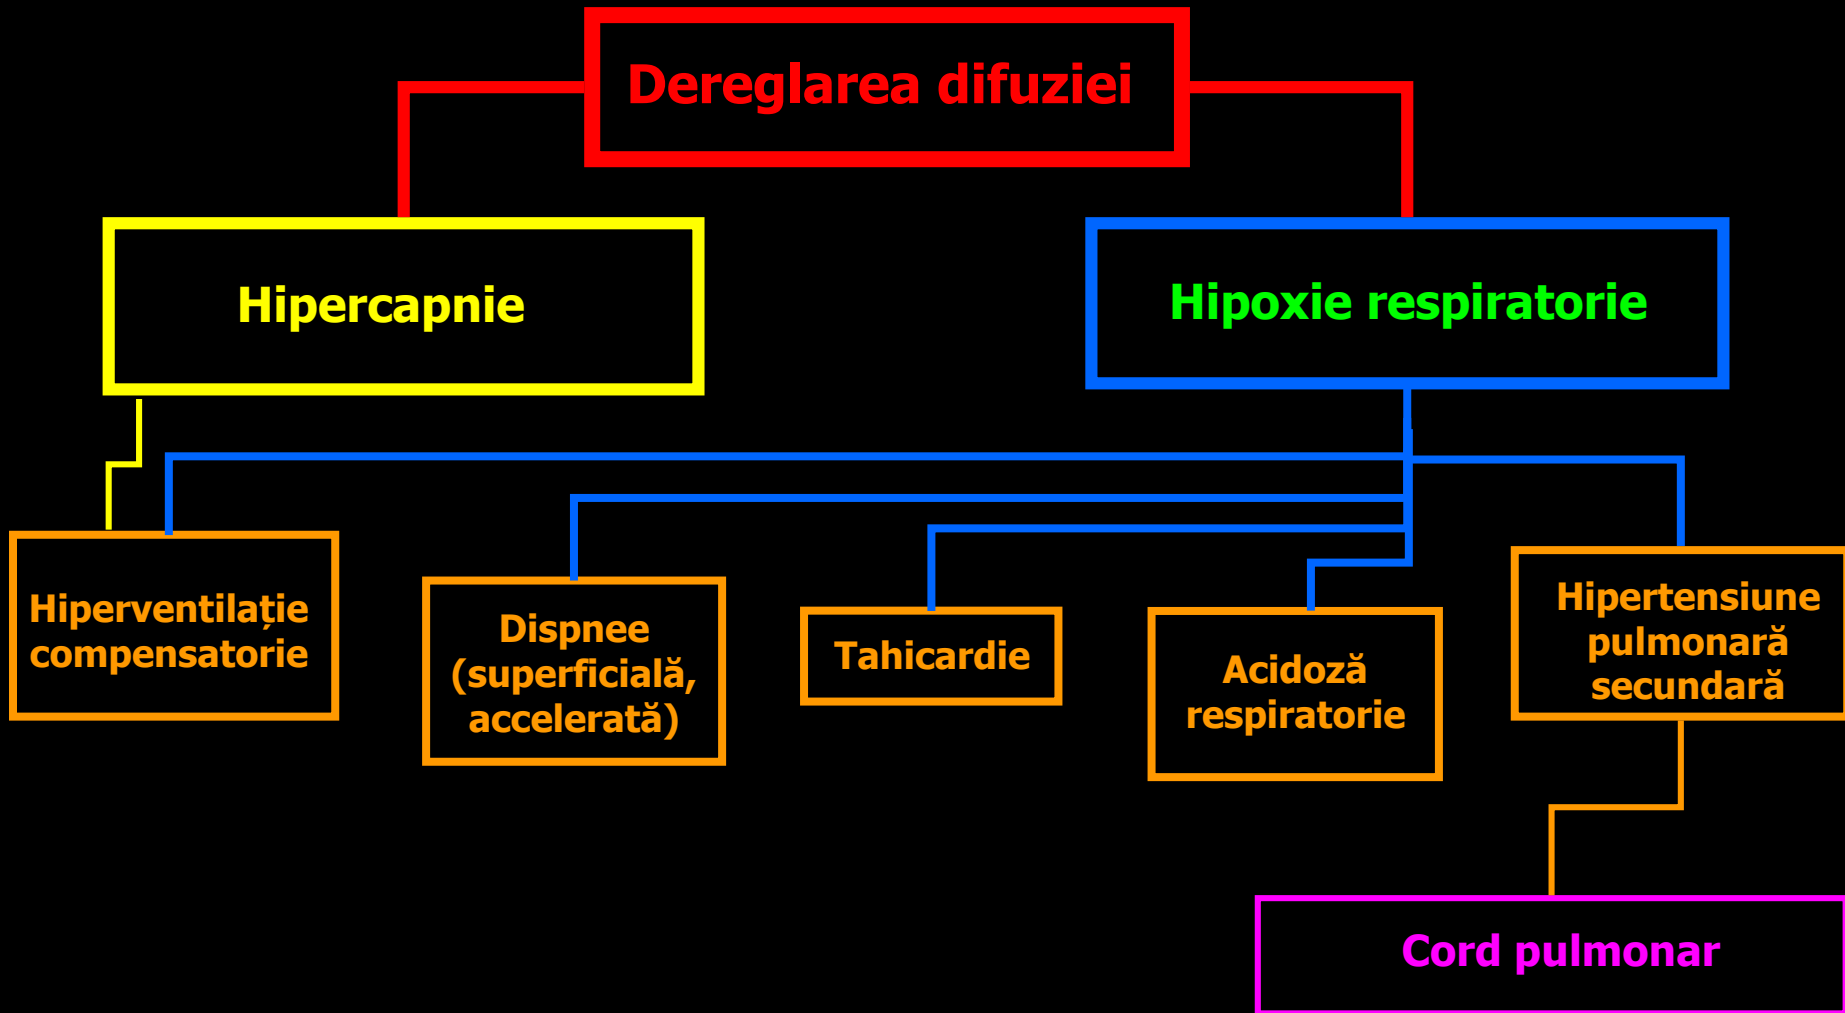 Dereglarea difuziei
Hipercapnie
Hipoxie respiratorie
Hiperventilație
compensatorie
Dispnee
(superficială,
accelerată)
Tahicardie
Acidoză
respiratorie
Hipertensiune
pulmonară
secundară
Cord pulmonar